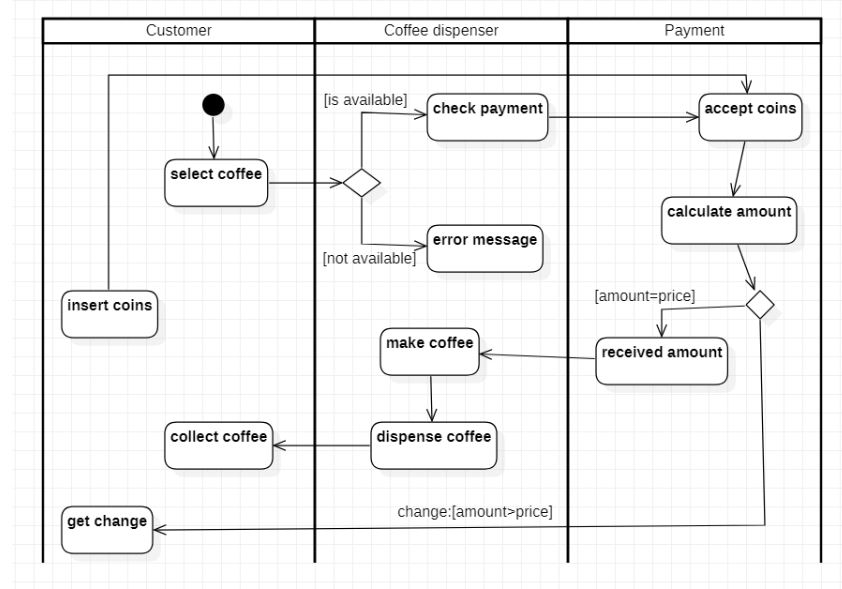 Customer
Coffee dispenser
Payment
[is available]
check payment
accept coins
select coffee
calculate amount
error message
[not available]
insert coins
[amount=price]
make coffee
received amount
collect coffee
dispense coffee
change:[amount>price]
get change